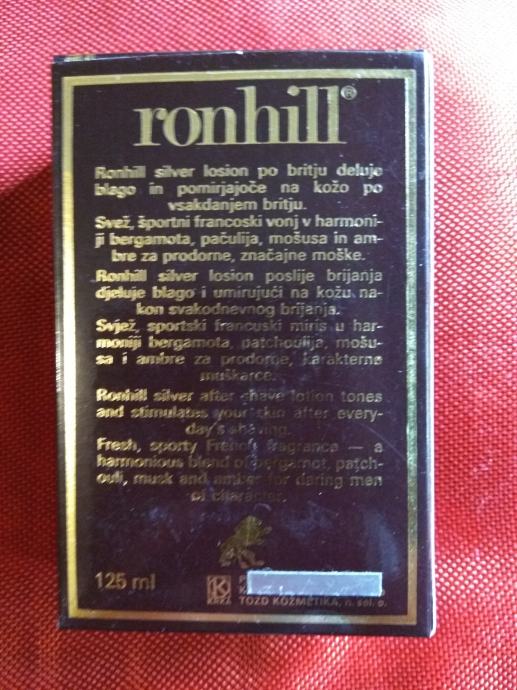 ronhill®
Ronhill silver losion po britju deluje
blago in pomirjajoče na kožo po
vsakdanjem britju.
Svež, športni francoski vonj v harmoni-
ji bergamota, pačulija, mošusa in am-
bre za prodorne, značajne moške.
Ronhill silver losion poslije brijanja
djeluje blago i umirujući na kožu na-
kon svakodnevnog brijanja.
Svjež, sportski francuski miris u har-
moniji bergamota, patchoulija, mošu-
sa i ambre za prodorne, karakterne
muškarce.
Ronhill silver after shave lotion tones
and stimulates your skin after every-
day's shaving.
Fresh, sporty French fragrance — a
harmonious blend of bergamot, patch-
ouli, musk and amber for daring men
of character.
125 ml
K
KRKA
TOZD KOZMETIKA, n. sol. o.